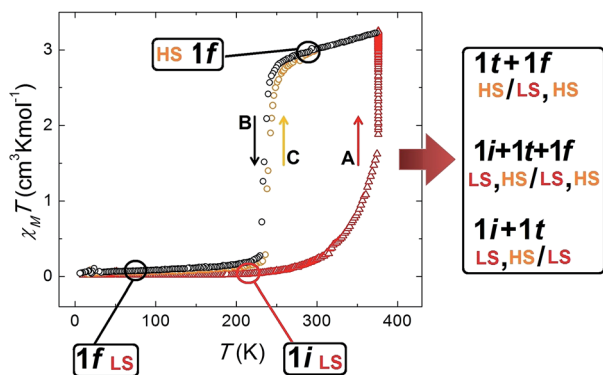 HS 1f
B
C
A
χ_M T (cm³Kmol⁻¹)
3
2
1
0
0
100
200
300
400
T (K)
1f LS
1i LS
1t+1f
HS/LS, HS
1i+1t+1f
LS, HS/LS, HS
1i+1t
LS, HS/LS